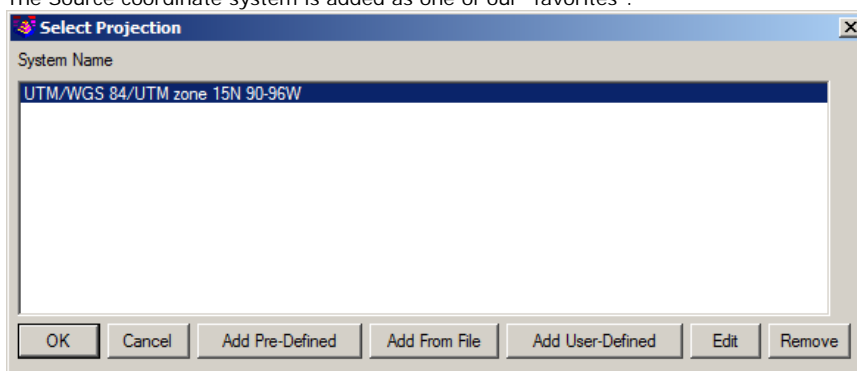 The Source coordinate system is added as one of our "favorites".
Select Projection
System Name
UTM/WGS 84/UTM zone 15N 90-96W
OK Cancel Add Pre-Defined Add From File Add User-Defined Edit Remove